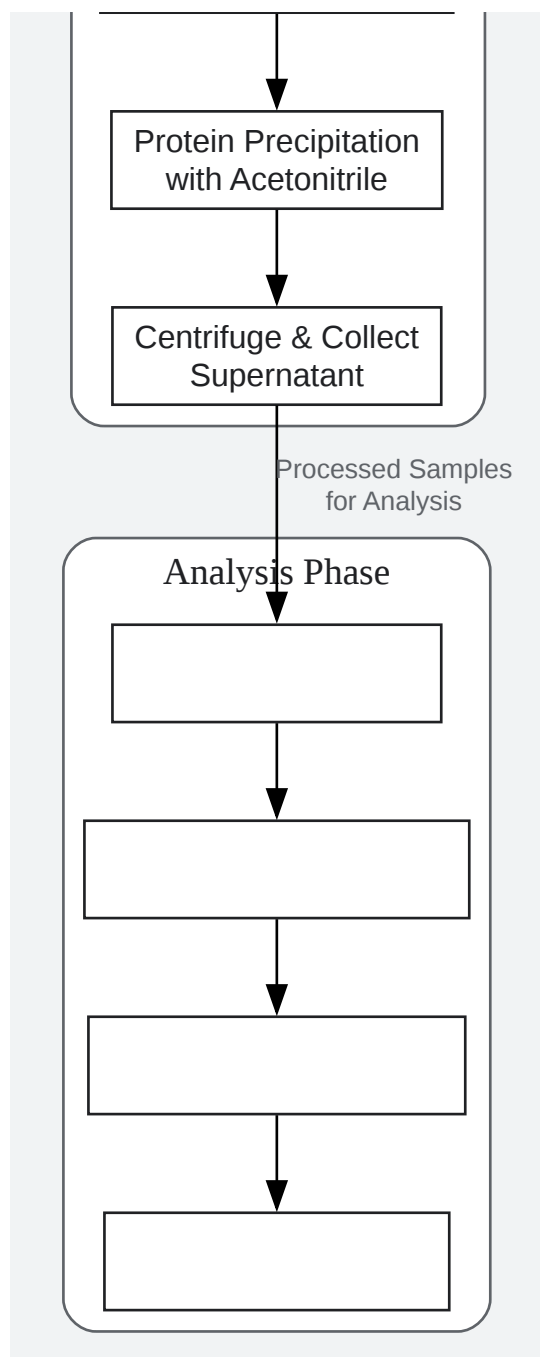 Protein Precipitation
with Acetonitrile
Centrifuge & Collect
Supernatant
Processed Samples
for Analysis
Analysis Phase